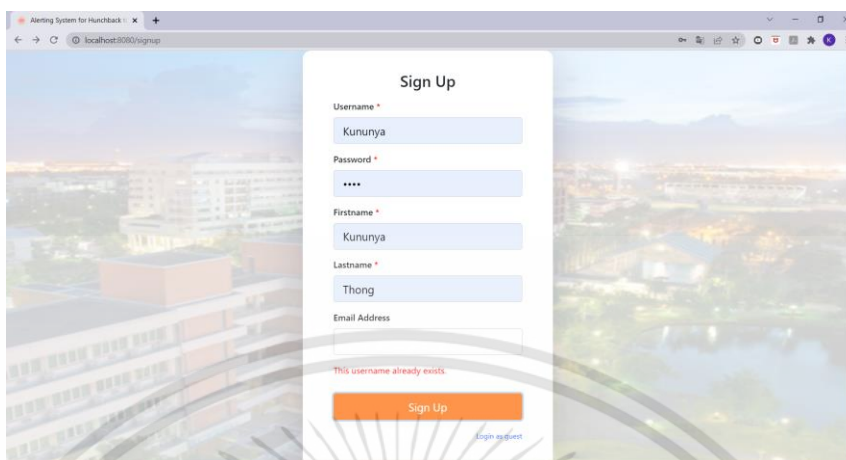 Alerting System for Hunchback
localhost:8080/signup
K
Sign Up
Username *
Kununya
Password *
••••
Firstname *
Kununya
Lastname *
Thong
Email Address
This username already exists
Sign Up
Login as guest